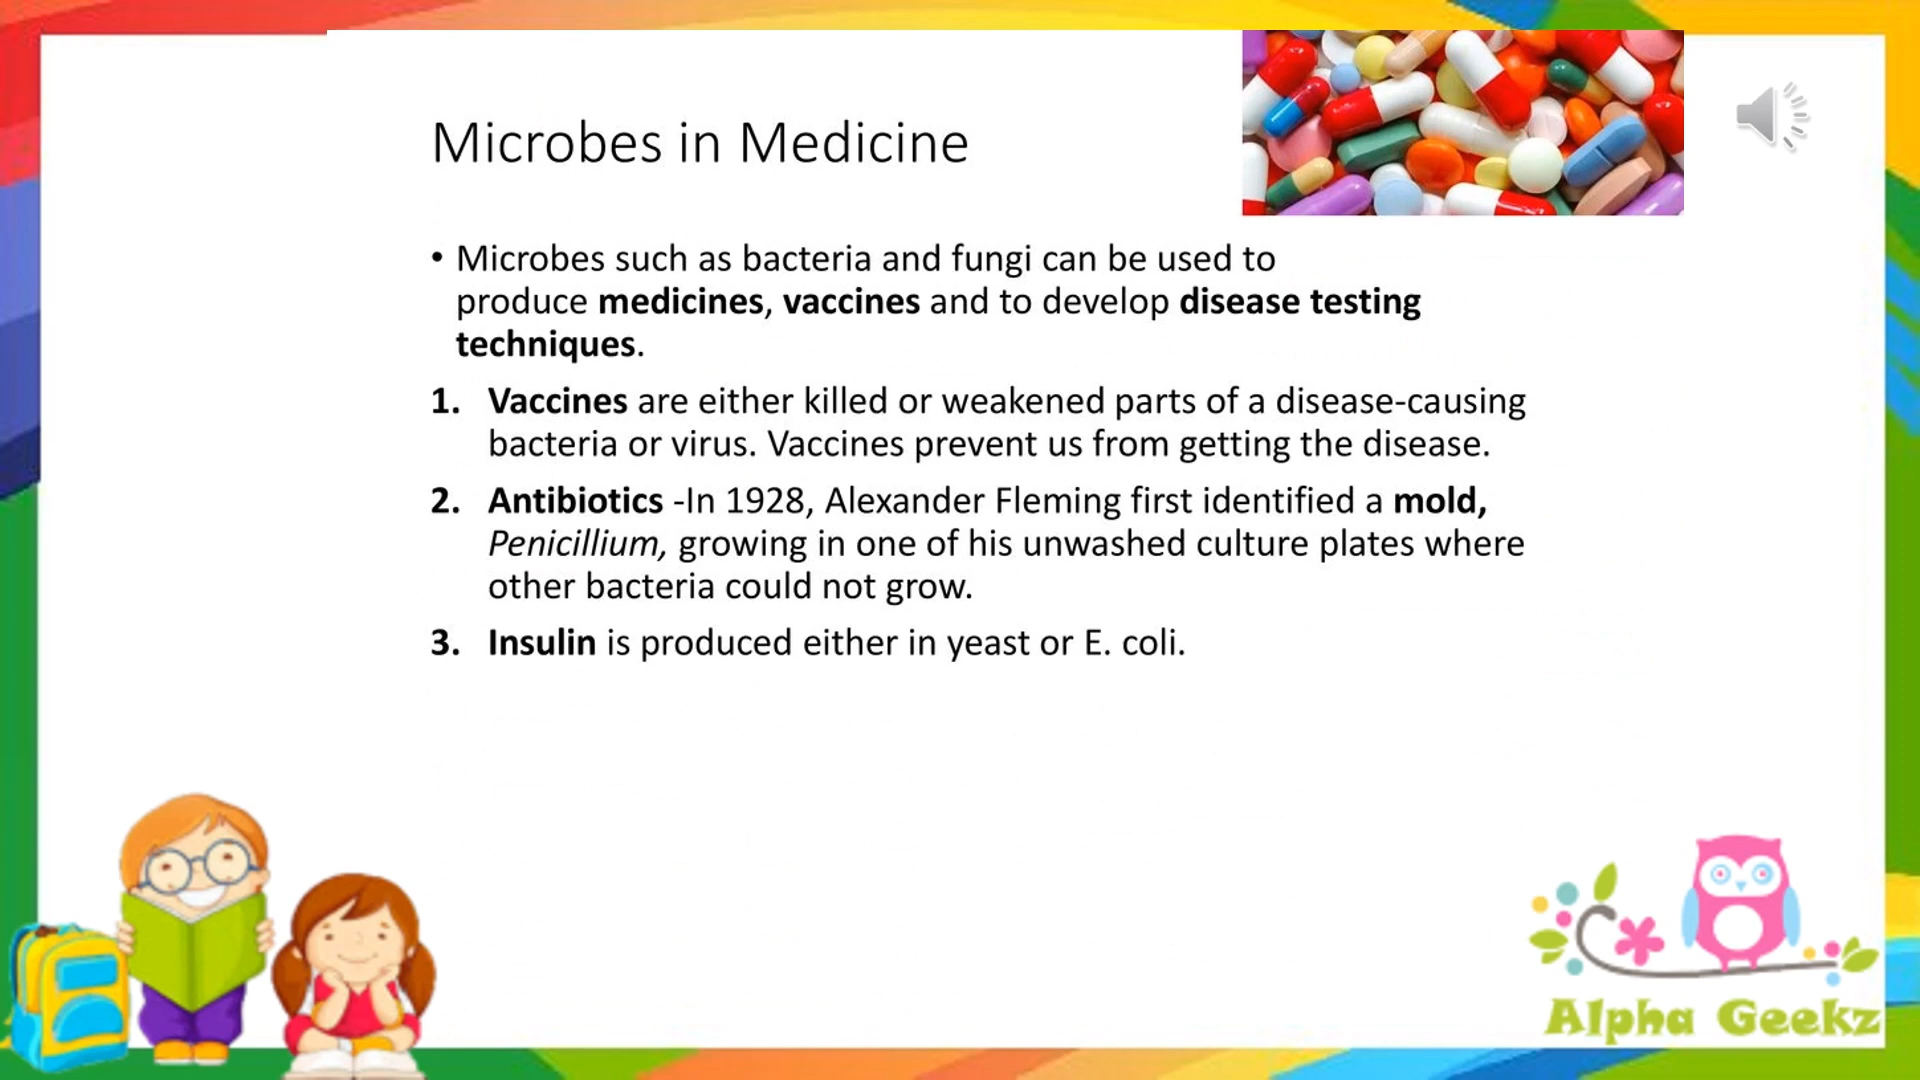 Microbes in Medicine
• Microbes such as bacteria and fungi can be used to
produce medicines, vaccines and to develop disease testing
techniques.
1. Vaccines are either killed or weakened parts of a disease-causing
bacteria or virus. Vaccines prevent us from getting the disease.
2. Antibiotics -In 1928, Alexander Fleming first identified a mold,
Penicillium, growing in one of his unwashed culture plates where
other bacteria could not grow.
3. Insulin is produced either in yeast or E. coli.
Alpha Geekz